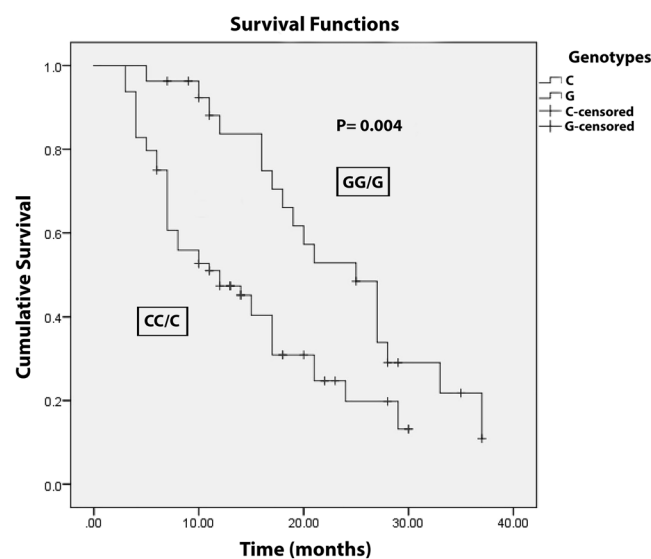 Survival Functions
Genotypes
C
G
C-censored
G-censored
P= 0.004
GG/G
CC/C
Cumulative Survival
1.0
0.8
0.6
0.4
0.2
0.0
.00
10.00
20.00
30.00
40.00
Time (months)